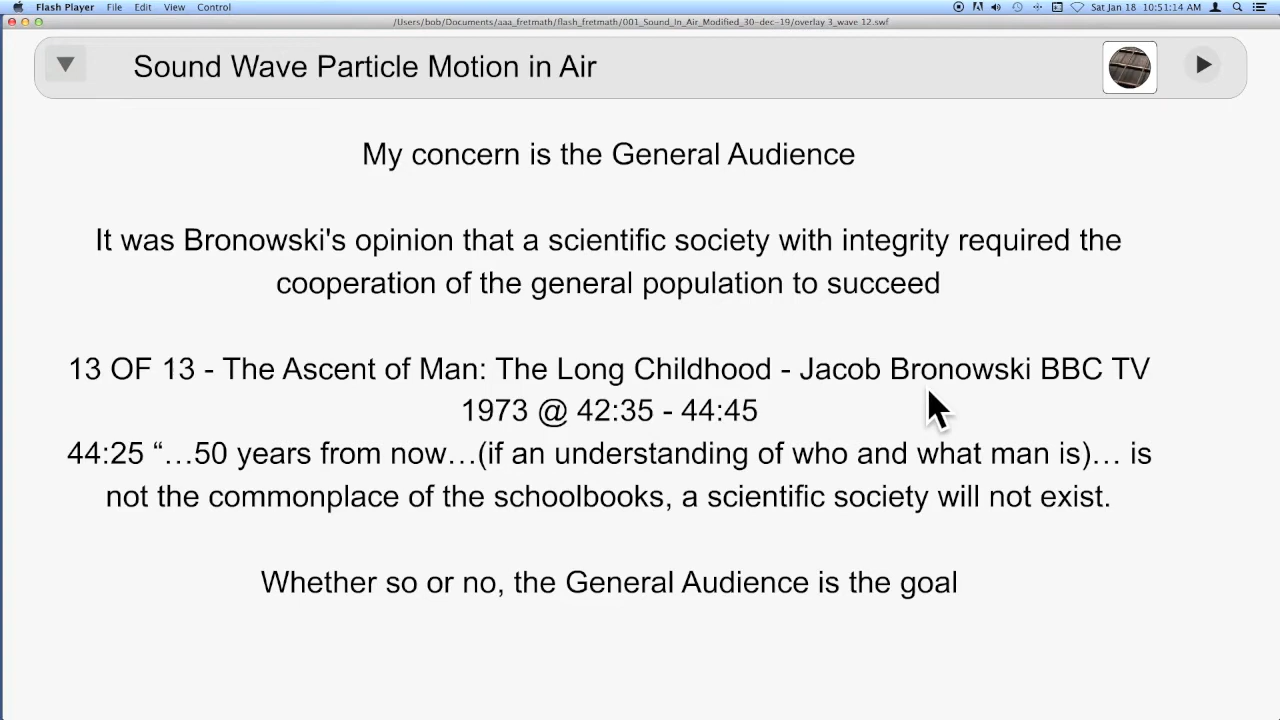 Flash Player File Edit View Control Sat Jan 18 10:51:14 AM
/Users/bob/Documents/aaa_fretmath/flash_fretmath/001_Sound_In_Air_Modified_30-dec-19/overlay 3_wave 12.swf
Sound Wave Particle Motion in Air
My concern is the General Audience
It was Bronowski's opinion that a scientific society with integrity required the
cooperation of the general population to succeed
13 OF 13 - The Ascent of Man: The Long Childhood - Jacob Bronowski BBC TV
1973 @ 42:35 - 44:45
44:25 “…50 years from now…(if an understanding of who and what man is)… is
not the commonplace of the schoolbooks, a scientific society will not exist.
Whether so or no, the General Audience is the goal